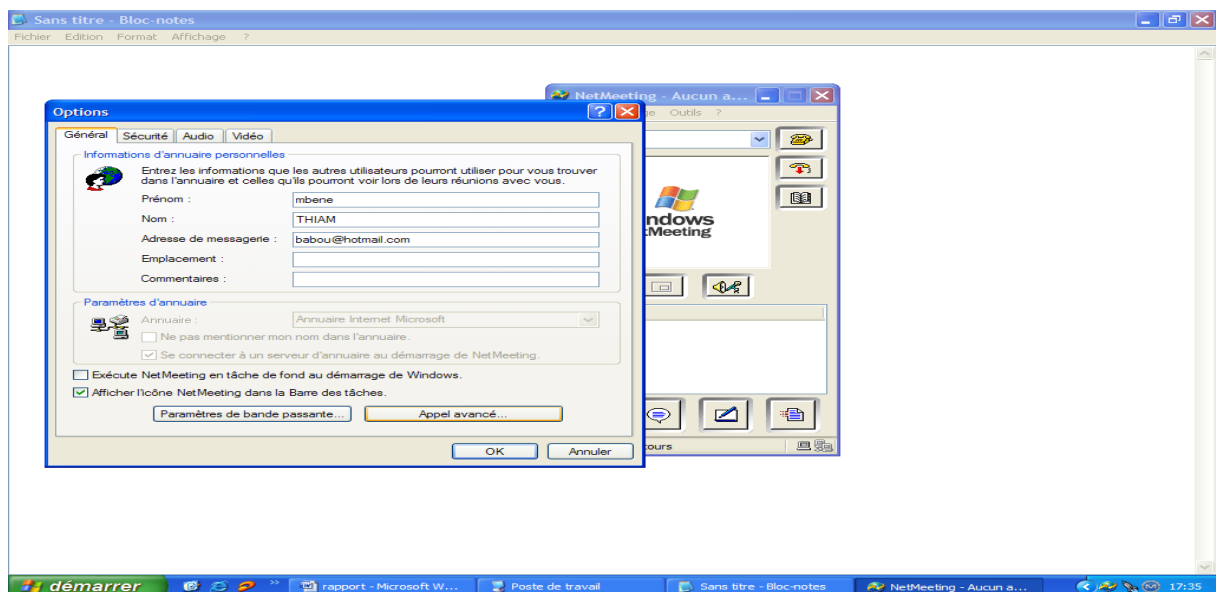 Sans titre - Bloc-notes
Fichier Edition Format Affichage ?
NetMeeting - Aucun a...
Outils ?
Options
Général Sécurité Audio Vidéo
Informations d'annuaire personnelles
Entrez les informations que les autres utilisateurs pourront utiliser pour vous trouver
dans l'annuaire et celles qu'ils pourront voir lors de leurs réunions avec vous.
Prénom : mbene
Nom : THIAM
Adresse de messagerie : babou@hotmail.com
Emplacement :
Commentaires :
Paramètres d'annuaire
Annuaire : Annuaire Internet Microsoft
Ne pas mentionner mon nom dans l'annuaire.
Se connecter à un serveur d'annuaire au démarrage de NetMeeting.
Exécute NetMeeting en tâche de fond au démarrage de Windows.
Afficher l'icône NetMeeting dans la Barre des tâches.
Paramètres de bande passante... Appel avancé...
OK Annuler
ndows
tMeeting
ours
démarrer rapport - Microsoft W... Poste de travail Sans titre - Bloc-notes NetMeeting - Aucun a... 17:35